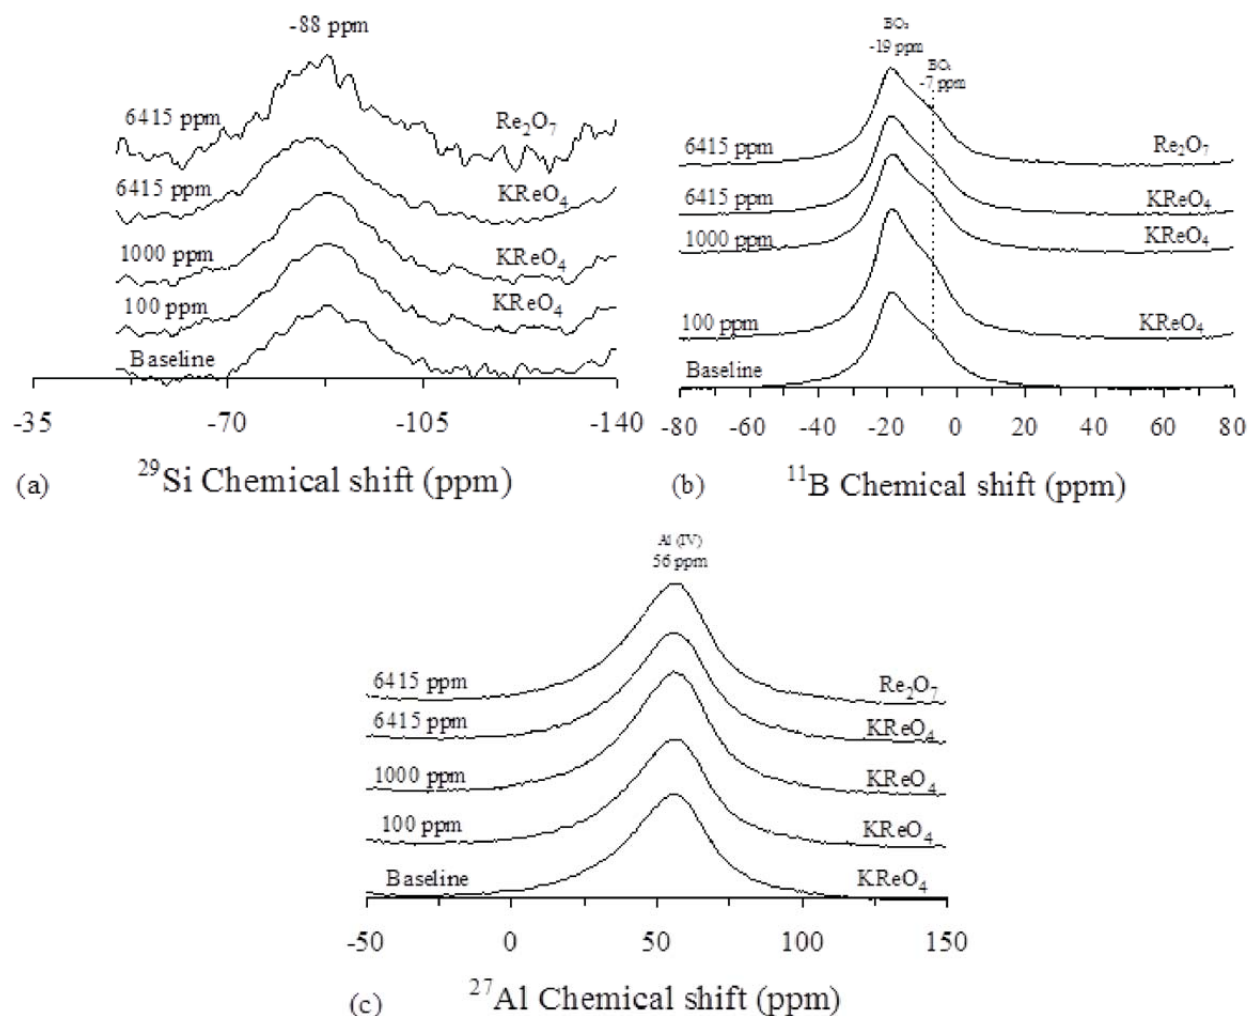 -88 ppm
6415 ppm
Re₂O₇
6415 ppm
KReO₄
1000 ppm
KReO₄
100 ppm
KReO₄
Baseline
-35 -70 -105 -140
(a) ²⁹Si Chemical shift (ppm)
-19 ppm
-7 ppm
6415 ppm
Re₂O₇
6415 ppm
KReO₄
1000 ppm
KReO₄
100 ppm
KReO₄
Baseline
-80 -60 -40 -20 0 20 40 60 80
(b) ¹¹B Chemical shift (ppm)
Al (IV)
56 ppm
6415 ppm
Re₂O₇
6415 ppm
KReO₄
1000 ppm
KReO₄
100 ppm
KReO₄
Baseline
KReO₄
-50 0 50 100 150
(c) ²⁷Al Chemical shift (ppm)